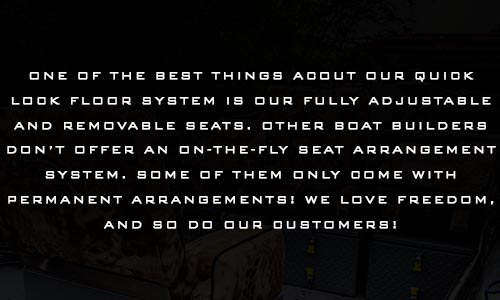 ONE OF THE BEST THINGS ABOUT OUR QUICK
LOCK FLOOR SYSTEM IS OUR FULLY ADJUSTABLE
AND REMOVABLE SEATS. OTHER BOAT BUILDERS
DON'T OFFER AN ON-THE-FLY SEAT ARRANGEMENT
SYSTEM. SOME OF THEM ONLY COME WITH
PERMANENT ARRANGEMENTS! WE LOVE FREEDOM,
AND SO DO OUR CUSTOMERS!